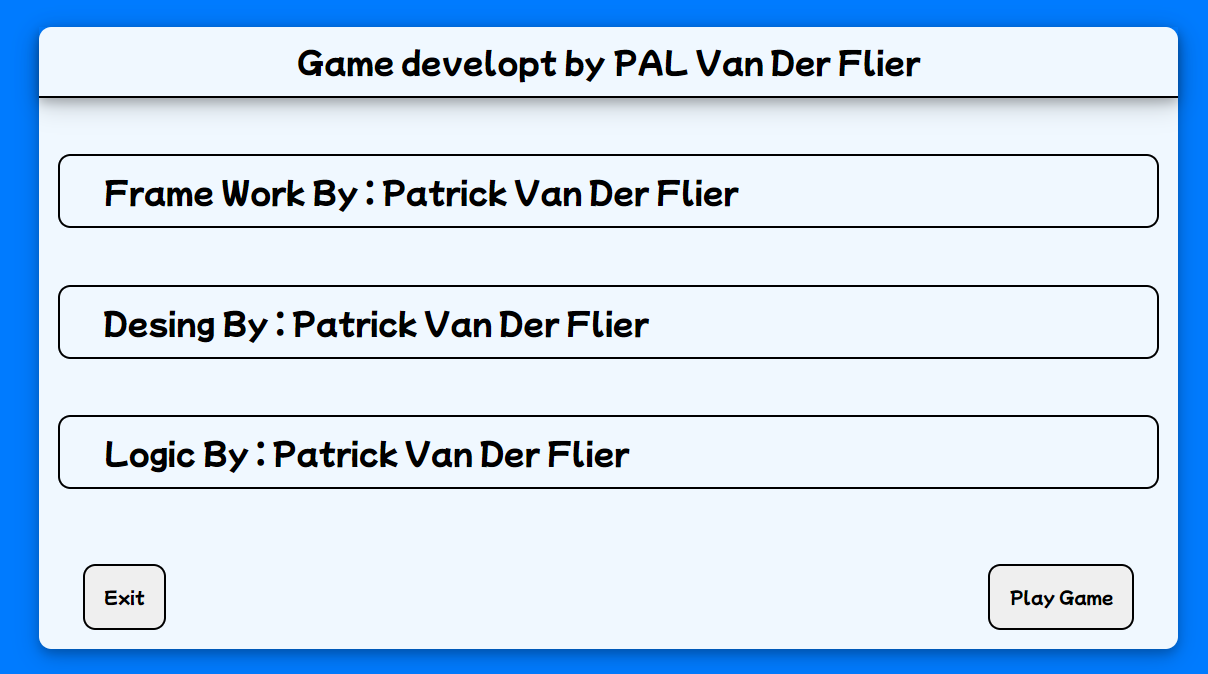 Game developt by PAL Van Der Flier
Frame Work By : Patrick Van Der Flier
Desing By : Patrick Van Der Flier
Logic By : Patrick Van Der Flier
Exit
Play Game